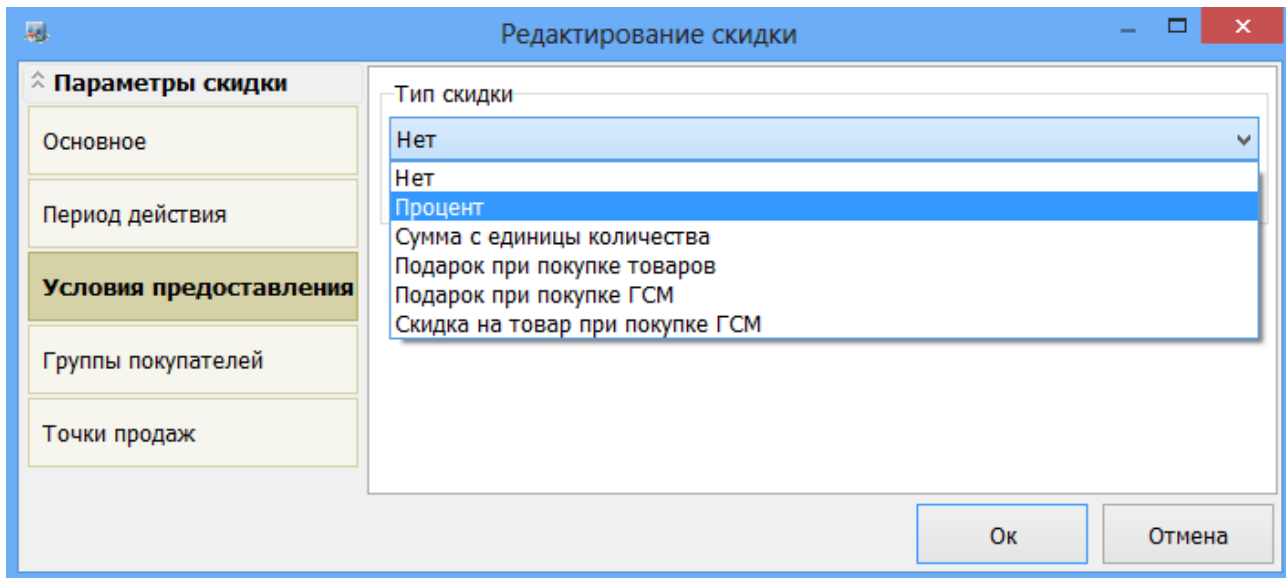 Редактирование скидки
Параметры скидки
Основное
Период действия
Условия предоставления
Группы покупателей
Точки продаж
Тип скидки
Нет
Нет
Процент
Сумма с единицы количества
Подарок при покупке товаров
Подарок при покупке ГСМ
Скидка на товар при покупке ГСМ
Ок
Отмена